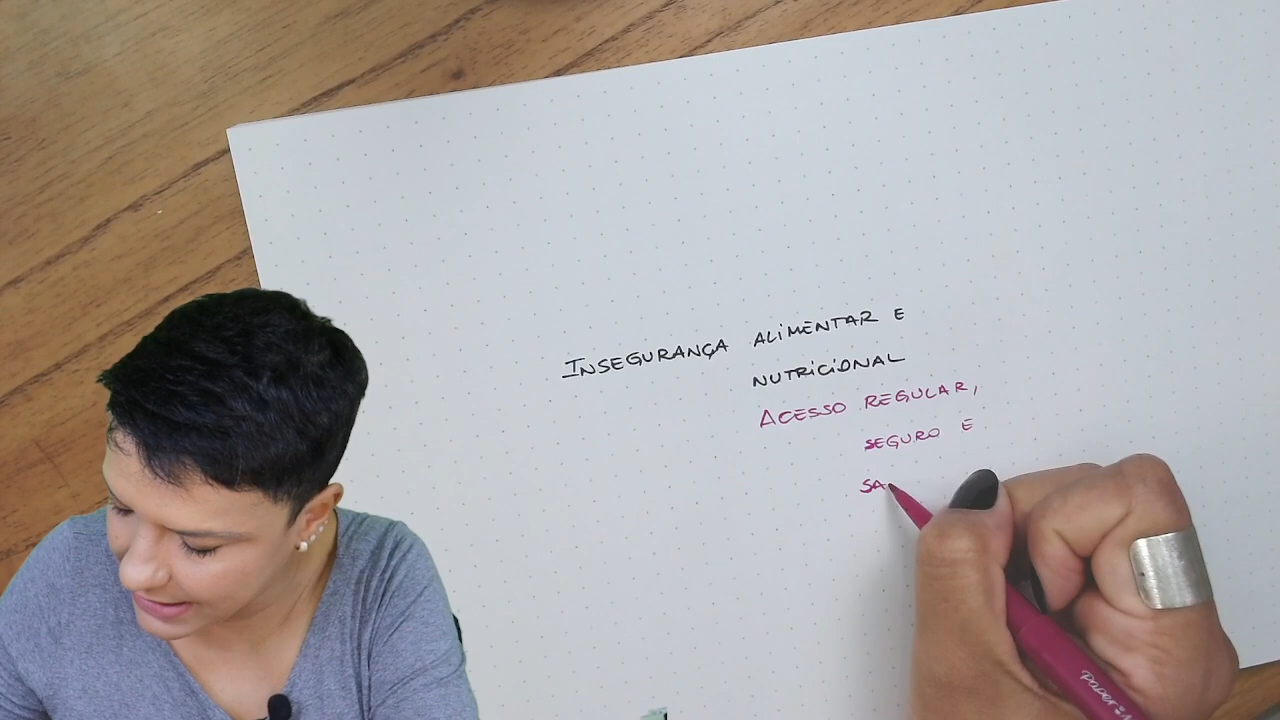 INSEGURANÇA ALIMENTAR E
NUTRICIONAL
ACESSO REGULAR,
SEGURO E
SA